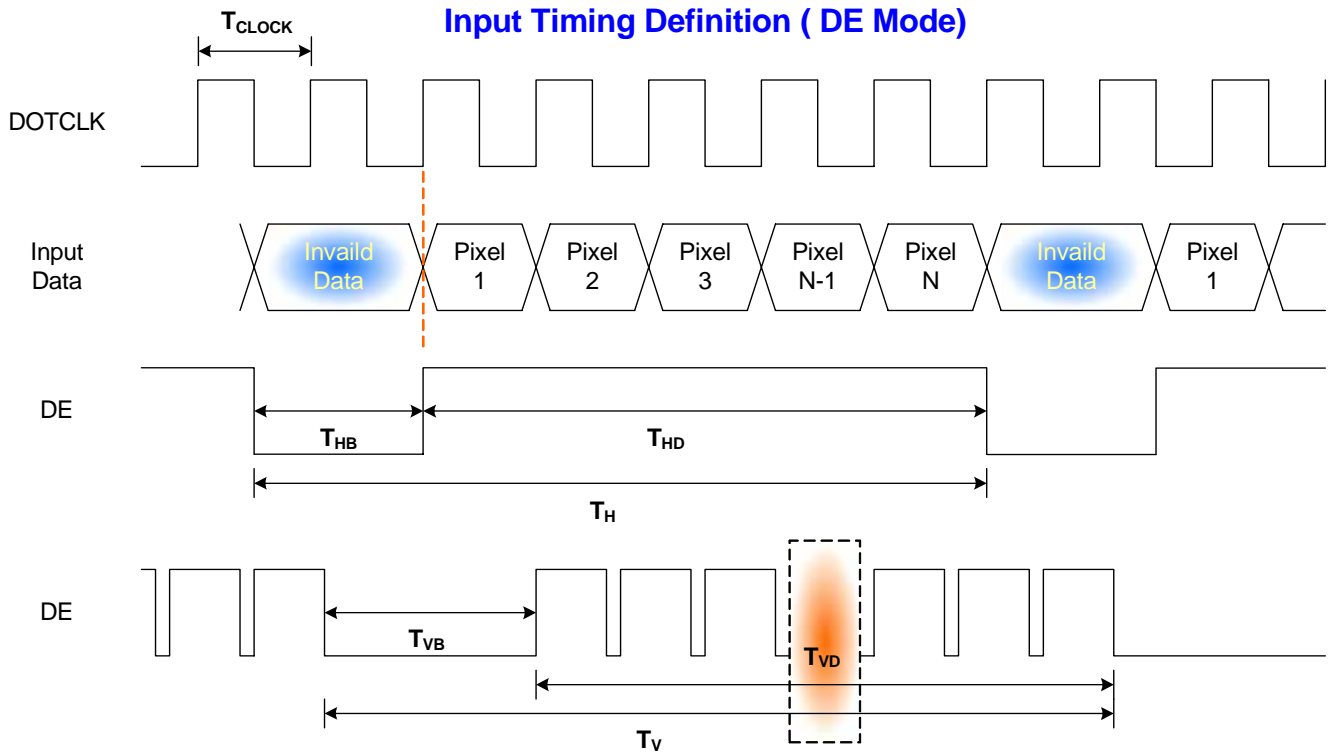 Input Timing Definition ( DE Mode)
TCLOCK
DOTCLK
Input
Data
Invaild
Data
Pixel
1
Pixel
2
Pixel
3
Pixel
N-1
Pixel
N
Invaild
Data
Pixel
1
DE
THB
THD
TH
DE
TVB
TVD
TV